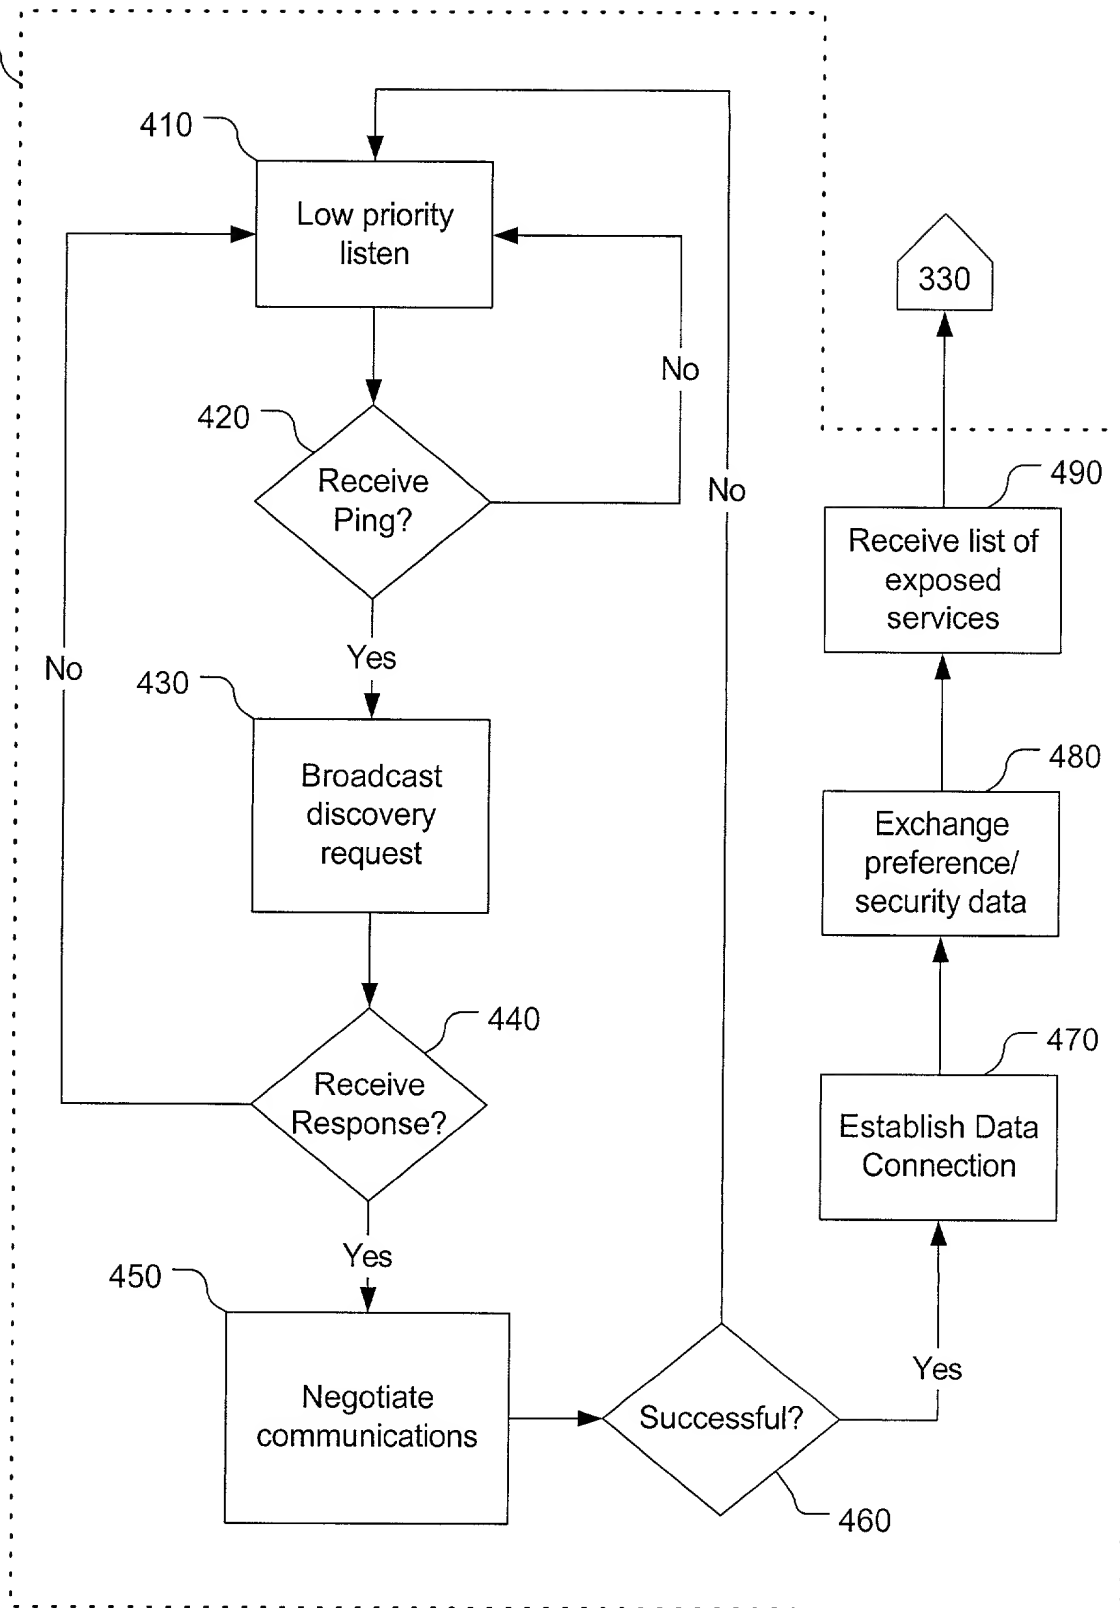 410
Low priority
listen
330
No
420
Receive
Ping?
No
490
Receive list of
exposed
services
Yes
No
430
Broadcast
discovery
request
480
Exchange
preference/
security data
440
Receive
Response?
470
Establish Data
Connection
Yes
450
Negotiate
communications
Successful?
Yes
460